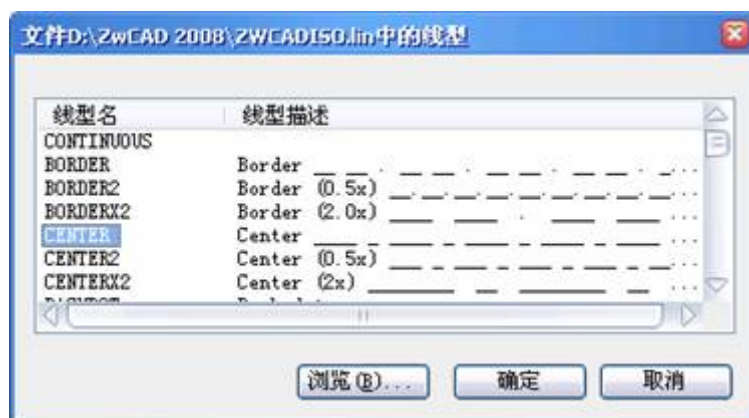 文件D:\ZwCAD 2008\ZWCADISO.lin中的线型
线型名 线型描述
CONTINUOUS
BORDER Border __ __ . __ __ . __ __ . __ __ . __ . ...
BORDER2 Border (0.5x) __.__.__.__.__.__.__.__. ...
BORDERX2 Border (2.0x) ____ ____ . ____ ____ ...
CENTER Center ____ _ ____ _ ____ _ ____ _ ____ ...
CENTER2 Center (0.5x) ___ _ ___ _ ___ _ ___ _ ___ ...
CENTERX2 Center (2x) ________ __ ________ __ ...
浏览(B)... 确定 取消